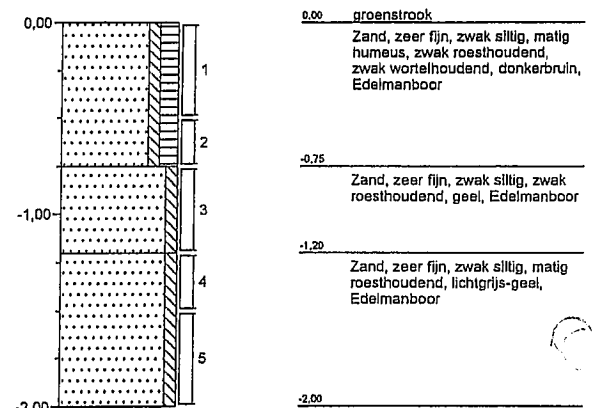 0,00
1
2
-1,00
3
4
5
-2,00
0,00 groenstrook
Zand, zeer fijn, zwak siltig, matig
humeus, zwak roesthoudend,
zwak wortelhoudend, donkerbruin,
Edelmanboor
-0,75
Zand, zeer fijn, zwak siltig, zwak
roesthoudend, geel, Edelmanboor
-1,20
Zand, zeer fijn, zwak siltig, matig
roesthoudend, lichtgrijs-geel,
Edelmanboor
-2,00